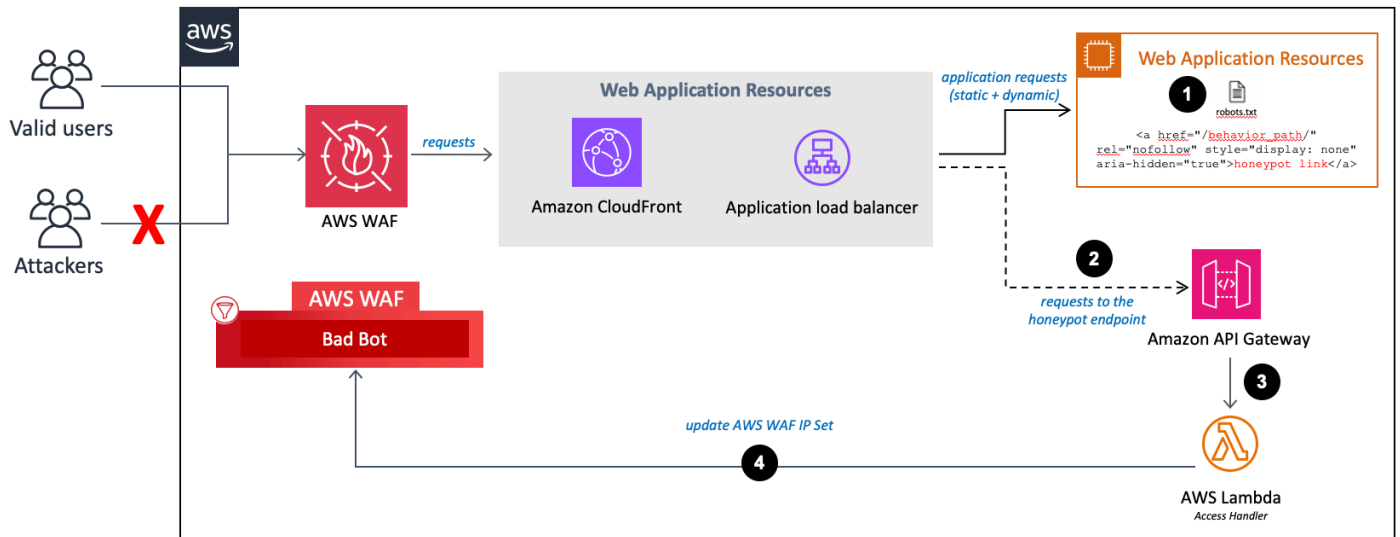 aws
Valid users
Attackers
X
AWS WAF
requests
Web Application Resources
Amazon CloudFront
Application load balancer
application requests
(static + dynamic)
Web Application Resources
1
robots.txt
<a href="/behavior_path/"
rel="nofollow" style="display: none"
aria-hidden="true">honeypot link</a>
2
requests to the
honeypot endpoint
</>
Amazon API Gateway
3
AWS WAF
Bad Bot
update AWS WAF IP Set
4
AWS Lambda
Access Handler